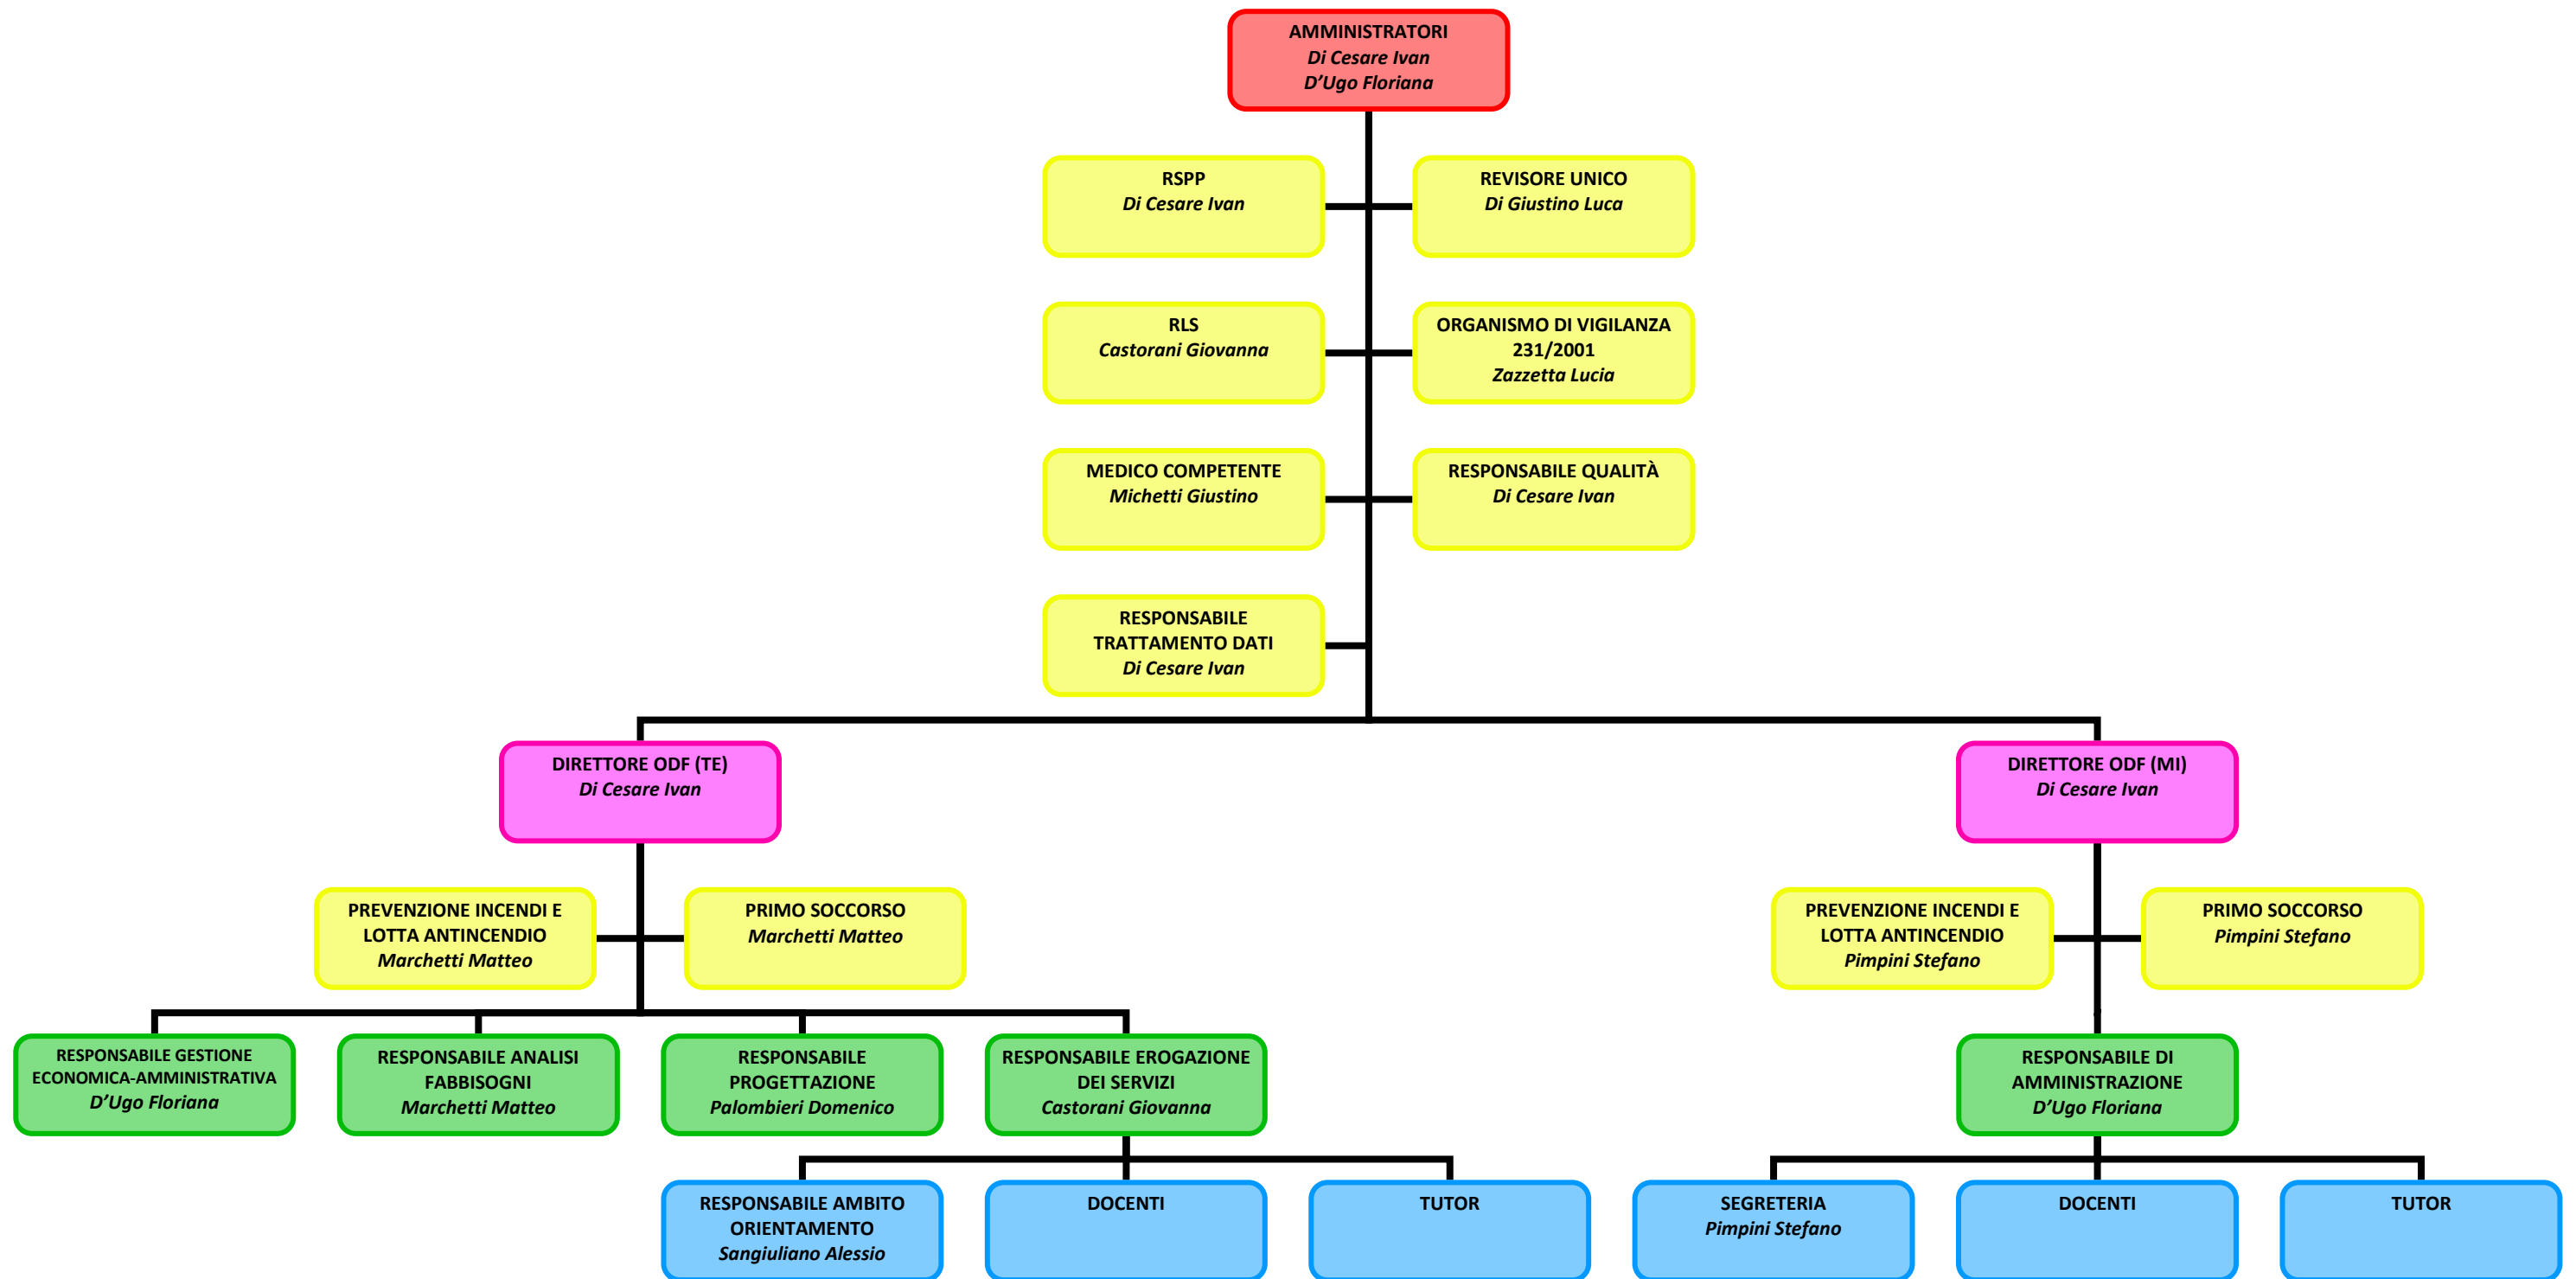 AMMINISTRATORI
Di Cesare Ivan
D'Ugo Floriana
RSPP
Di Cesare Ivan
REVISORE UNICO
Di Giustino Luca
RLS
Castorani Giovanna
ORGANISMO DI VIGILANZA
231/2001
Zazzetta Lucia
MEDICO COMPETENTE
Michetti Giustino
RESPONSABILE QUALITÀ
Di Cesare Ivan
RESPONSABILE
TRATTAMENTO DATI
Di Cesare Ivan
DIRETTORE ODF (TE)
Di Cesare Ivan
DIRETTORE ODF (MI)
Di Cesare Ivan
PREVENZIONE INCENDI E
LOTTA ANTINCENDIO
Marchetti Matteo
PRIMO SOCCORSO
Marchetti Matteo
PREVENZIONE INCENDI E
LOTTA ANTINCENDIO
Pimpini Stefano
PRIMO SOCCORSO
Pimpini Stefano
RESPONSABILE GESTIONE
ECONOMICA-AMMINISTRATIVA
D'Ugo Floriana
RESPONSABILE ANALISI
FABBISOGNI
Marchetti Matteo
RESPONSABILE
PROGETTAZIONE
Palombieri Domenico
RESPONSABILE EROGAZIONE
DEI SERVIZI
Castorani Giovanna
RESPONSABILE DI
AMMINISTRAZIONE
D'Ugo Floriana
RESPONSABILE AMBITO
ORIENTAMENTO
Sangiuliano Alessio
DOCENTI
TUTOR
SEGRETERIA
Pimpini Stefano
DOCENTI
TUTOR